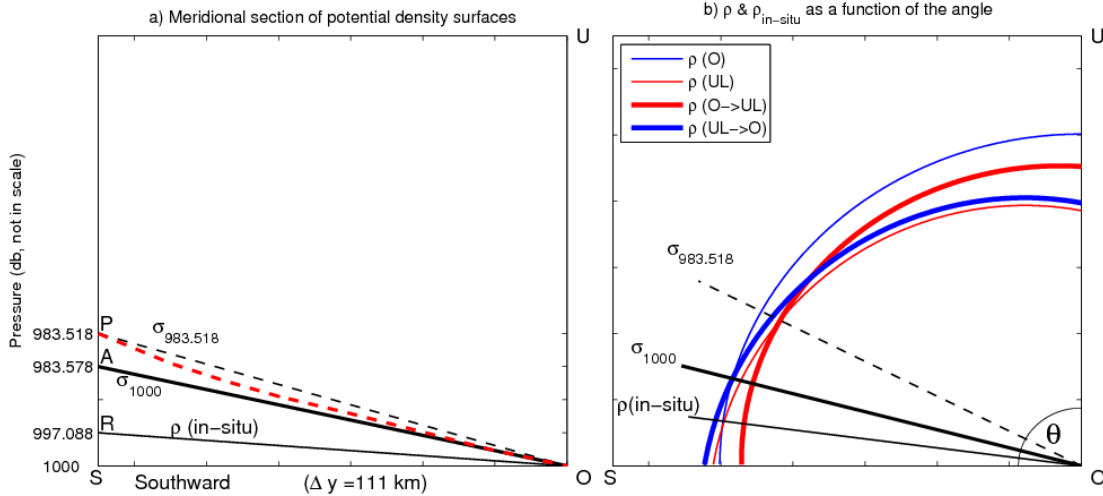 a) Meridional section of potential density surfaces
U
Pressure (db, not in scale)
983.518
983.578
997.088
1000
P
A
R
σ983.518
σ1000
ρ (in-situ)
S
Southward
(Δ y =111 km)
O
b) ρ & ρin-situ as a function of the angle
U
ρ (O)
ρ (UL)
ρ (O->UL)
ρ (UL->O)
σ983.518
σ1000
ρ(in-situ)
θ
S
O